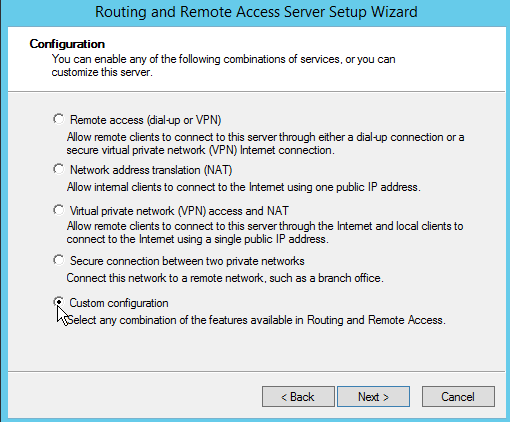 Routing and Remote Access Server Setup Wizard
Configuration
You can enable any of the following combinations of services, or you can
customize this server.
Remote access (dial-up or VPN)
Allow remote clients to connect to this server through either a dial-up connection or a
secure virtual private network (VPN) Internet connection.
Network address translation (NAT)
Allow internal clients to connect to the Internet using one public IP address.
Virtual private network (VPN) access and NAT
Allow remote clients to connect to this server through the Internet and local clients to
connect to the Internet using a single public IP address.
Secure connection between two private networks
Connect this network to a remote network, such as a branch office.
Custom configuration
Select any combination of the features available in Routing and Remote Access.
< Back
Next >
Cancel